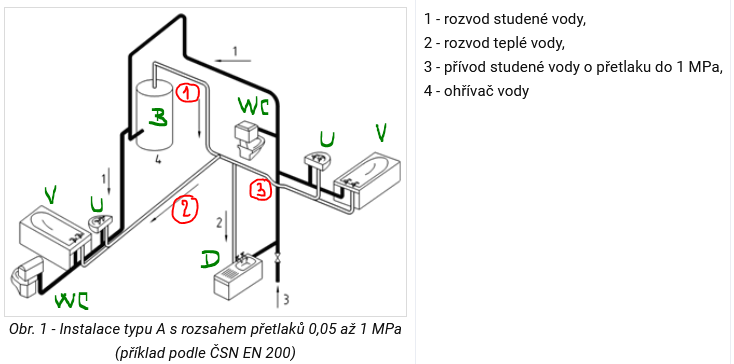 1 - rozvod studené vody,
2 - rozvod teplé vody,
3 - přívod studené vody o přetlaku do 1 MPa,
4 - ohřívač vody
1
1
B
WC
U
V
4
1
3
V
U
2
2
D
WC
3
Obr. 1 - Instalace typu A s rozsahem přetlaků 0,05 až 1 MPa
(příklad podle ČSN EN 200)